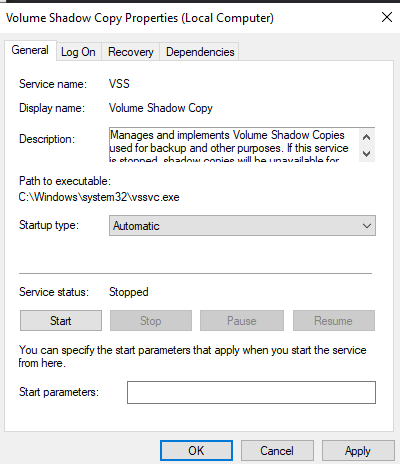 Volume Shadow Copy Properties (Local Computer)
General Log On Recovery Dependencies
Service name: VSS
Display name: Volume Shadow Copy
Description: Manages and implements Volume Shadow Copies
used for backup and other purposes. If this service
is stopped, shadow copies will be unavailable for
Path to executable:
C:\Windows\system32\vssvc.exe
Startup type: Automatic
Service status: Stopped
Start Stop Pause Resume
You can specify the start parameters that apply when you start the service
from here.
Start parameters:
OK Cancel Apply